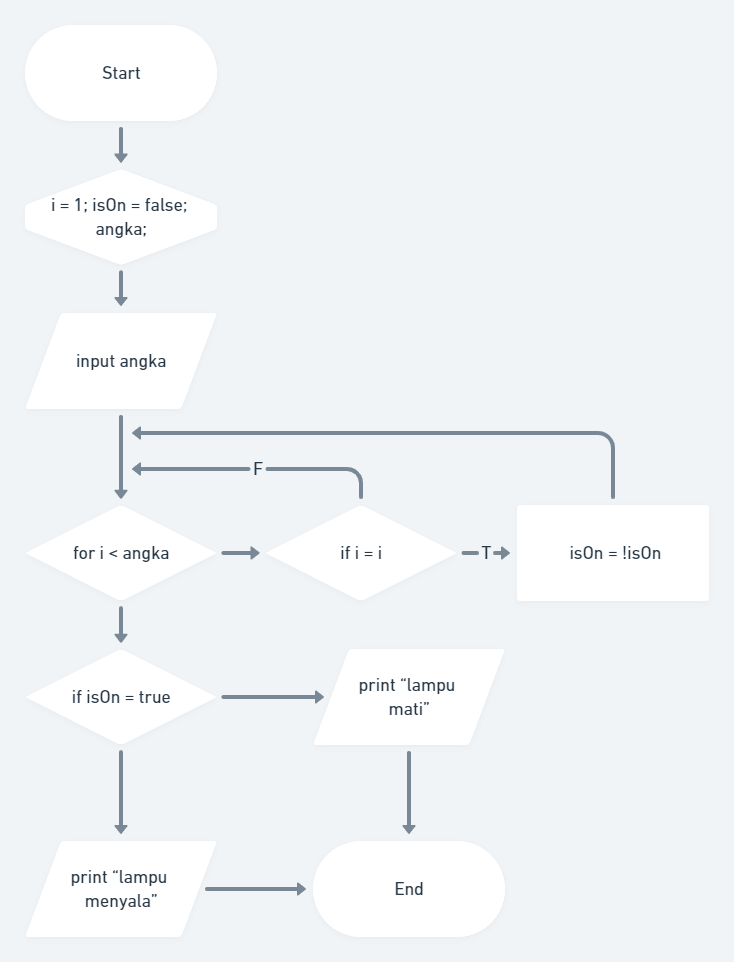 Start
i = 1; isOn = false;
angka;
input angka
F
for i < angka
if i = i
T
isOn = !isOn
if isOn = true
print “lampu
mati”
print “lampu
menyala”
End